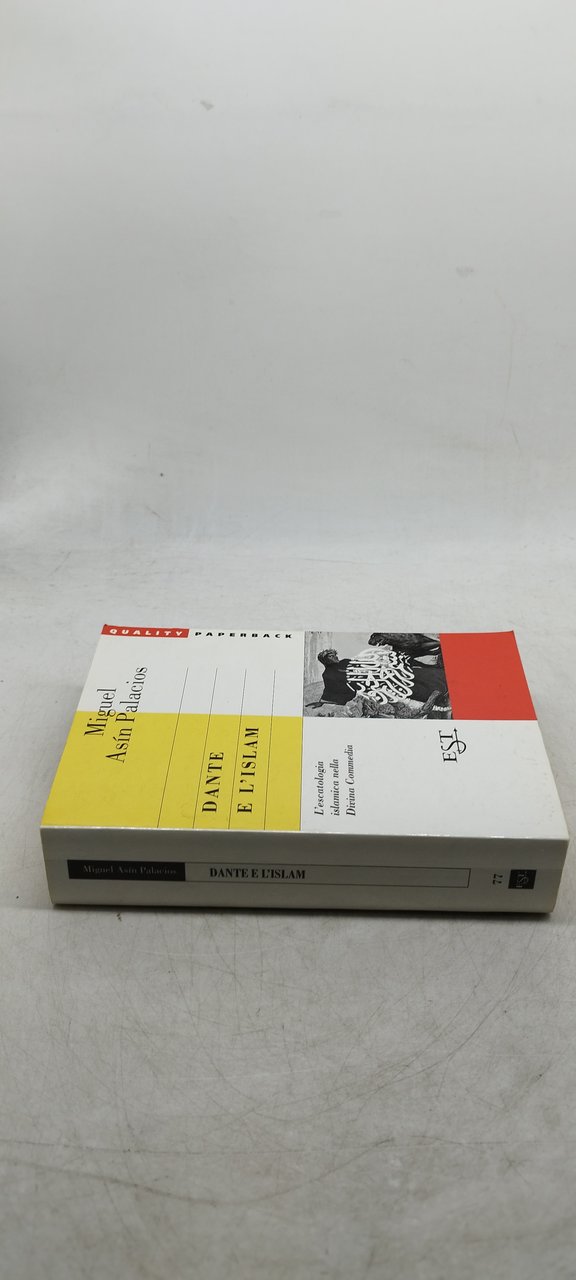 QUALITY PAPERBACK
Miguel
Asín Palacios
DANTE
E L'ISLAM
L'escatologia
islamica nella
Divina Commedia
EST
Miguel Asín Palacios
DANTE E L'ISLAM
77
EST